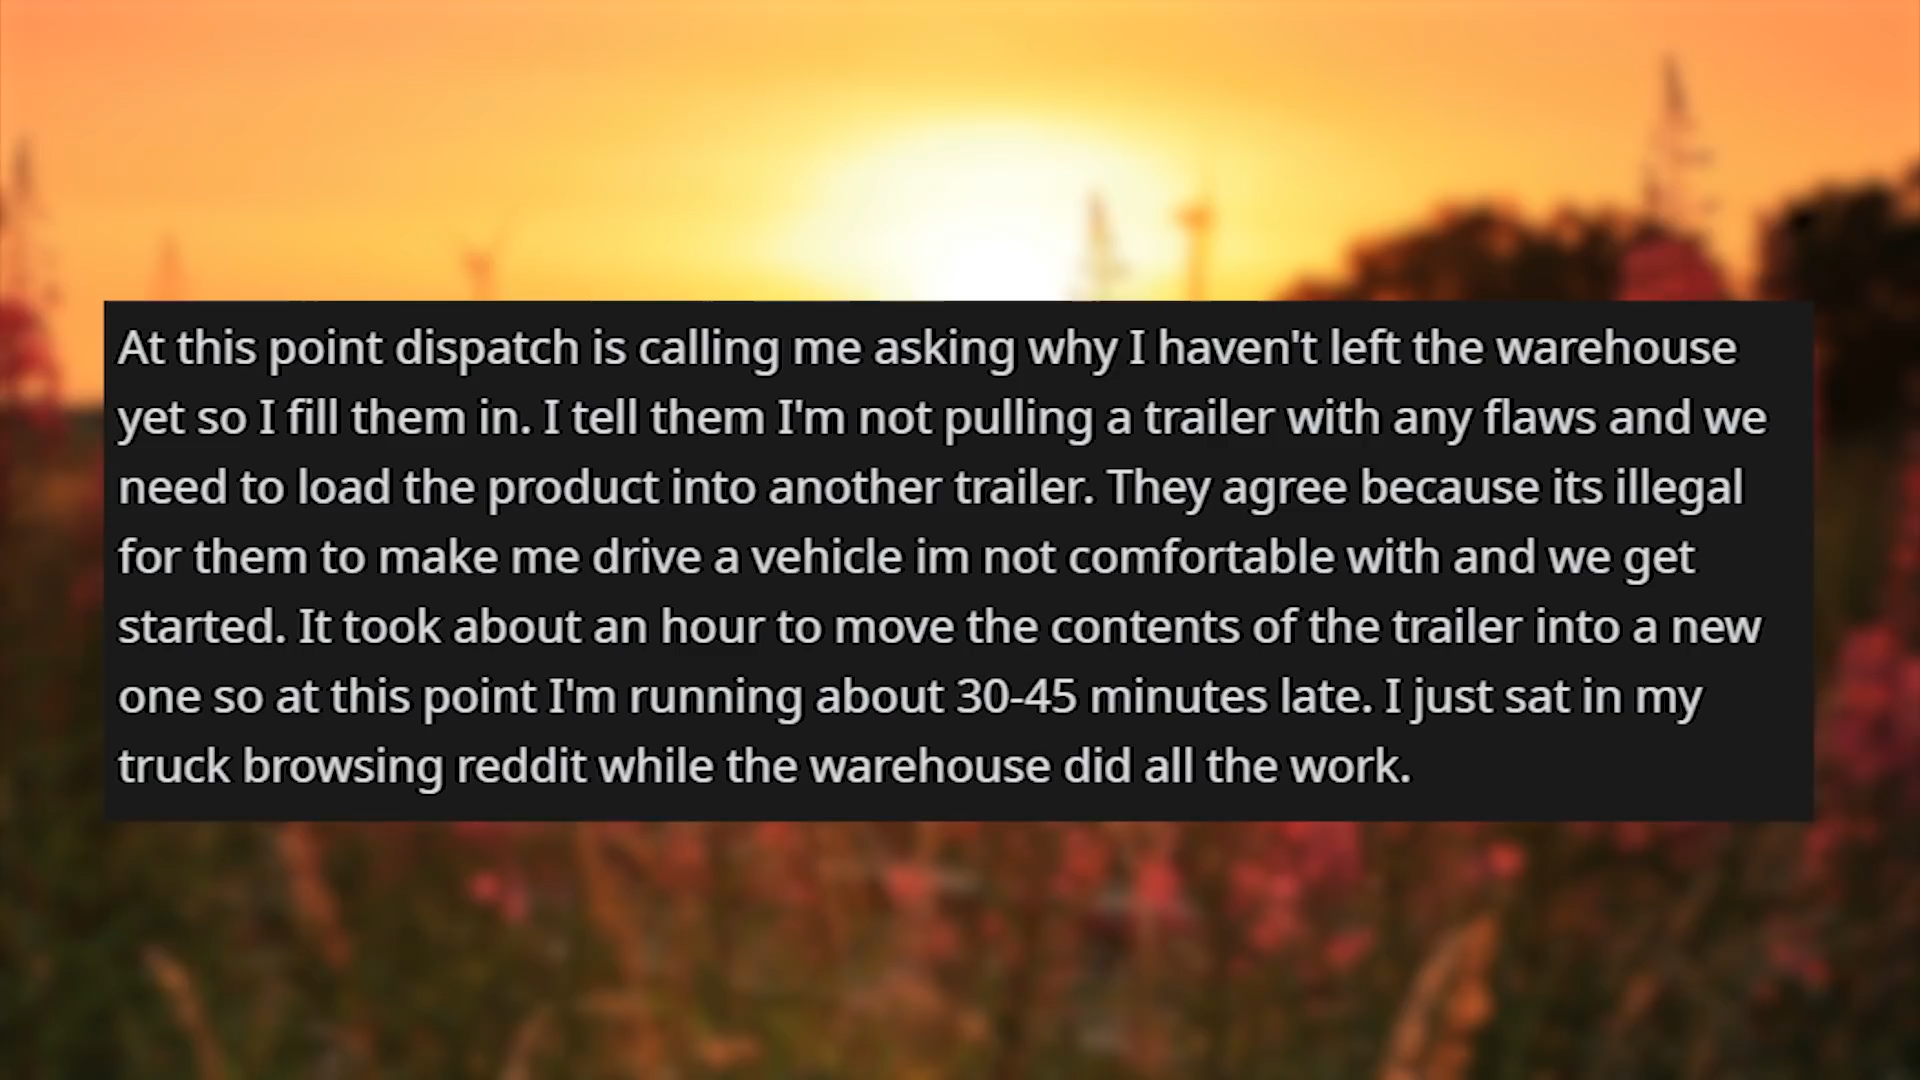 At this point dispatch is calling me asking why I haven't left the warehouse
yet so I fill them in. I tell them I'm not pulling a trailer with any flaws and we
need to load the product into another trailer. They agree because its illegal
for them to make me drive a vehicle im not comfortable with and we get
started. It took about an hour to move the contents of the trailer into a new
one so at this point I'm running about 30-45 minutes late. I just sat in my
truck browsing reddit while the warehouse did all the work.